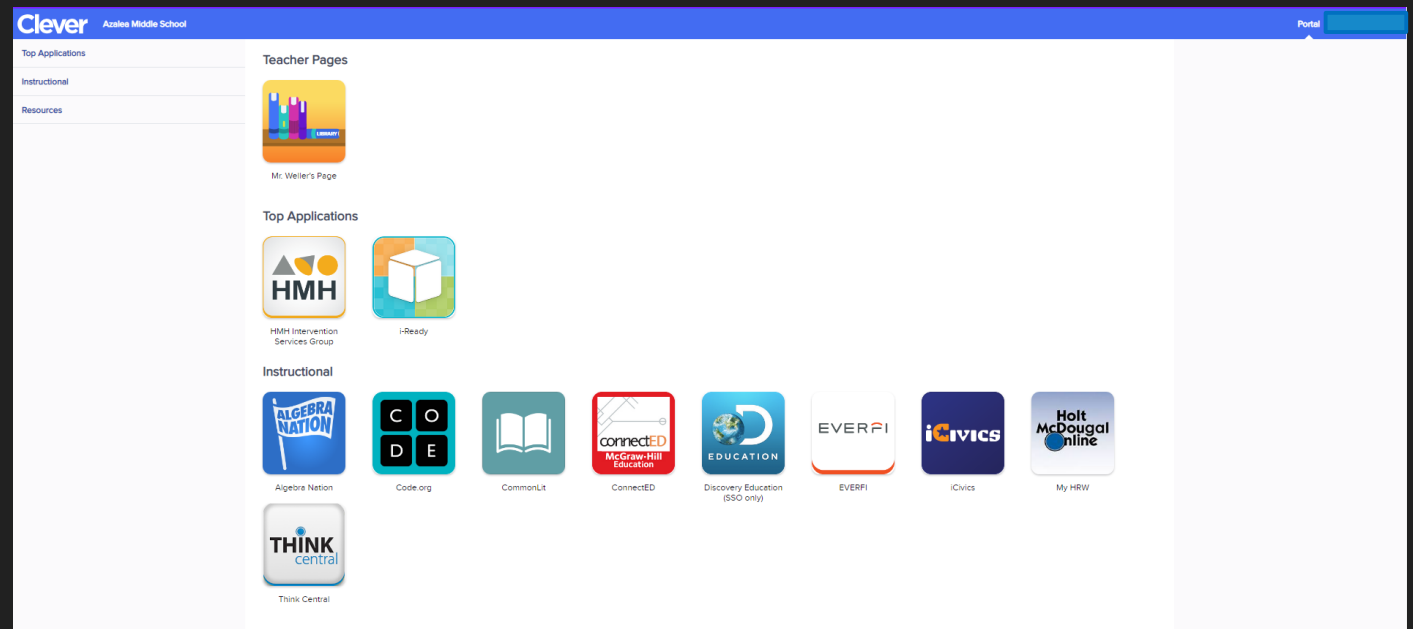 Clever
Azalea Middle School
Portal
Top Applications
Instructional
Resources
Teacher Pages
LIBRARY
Mr. Weller's Page
Top Applications
HMH
HMH Intervention
Services Group
i-Ready
Instructional
ALGEBRA
NATION
Algebra Nation
C O
D E
Code.org
CommonLit
connectED
McGraw-Hill
Education
ConnectED
D
EDUCATION
Discovery Education
(SSO only)
EVERFI
EVERFI
iCIVICS
iCivics
Holt
McDougal
Online
My HRW
THINK
central
Think Central